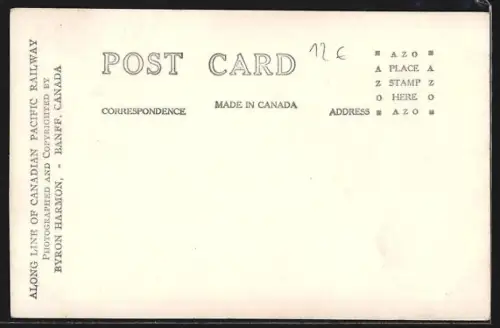 ALONG LINE OF CANADIAN PACIFIC RAILWAY
PHOTOGRAPHED AND COPYRIGHTED BY
BYRON HARMON, - BANFF, CANADA
POST CARD
12 €
CORRESPONDENCE
MADE IN CANADA
ADDRESS
AZO
A PLACE A
Z STAMP Z
O HERE O
AZO